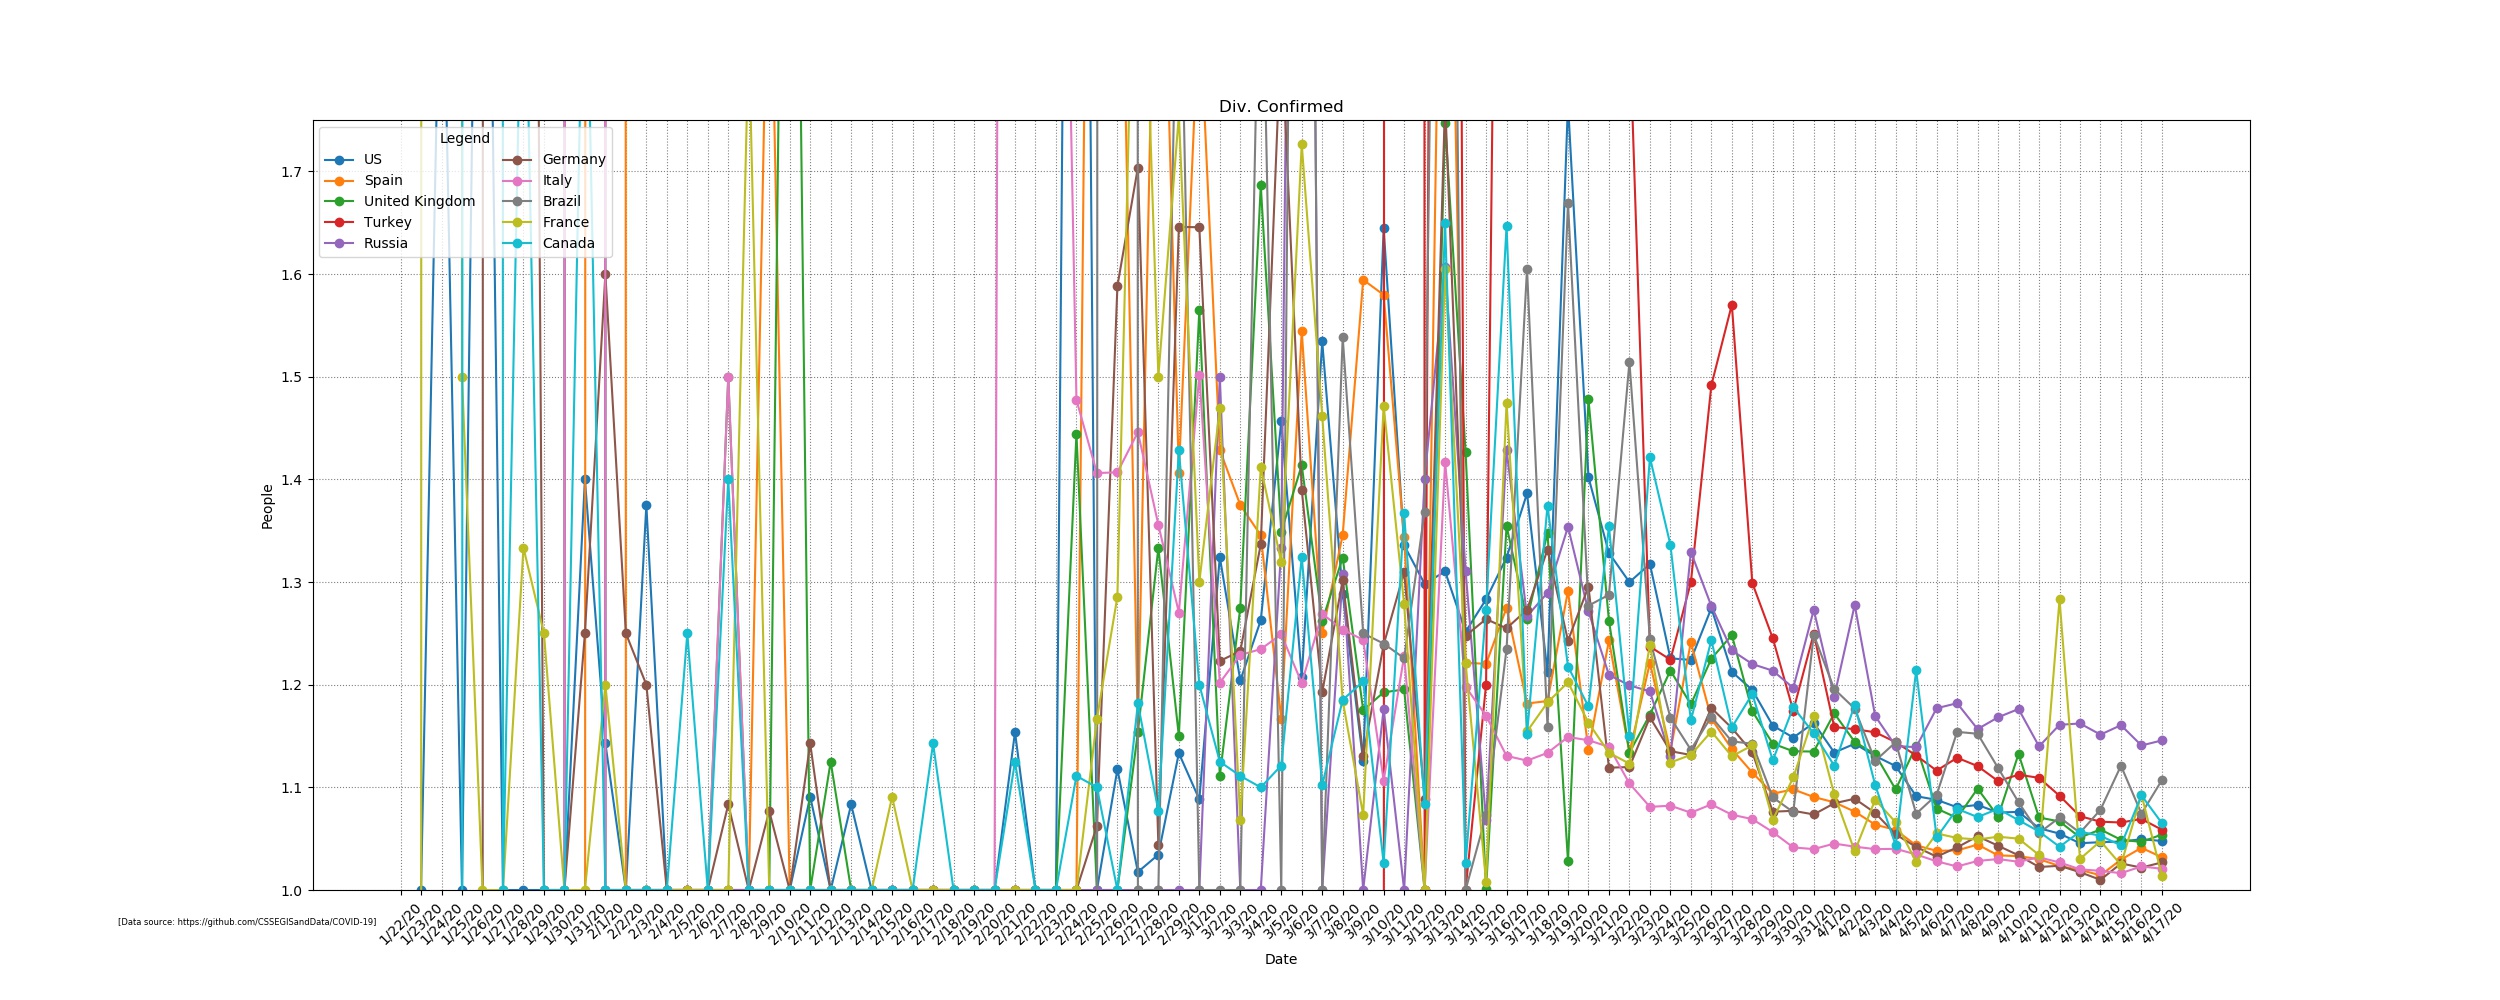 Div. Confirmed
Legend
US
Spain
United Kingdom
Turkey
Russia
Germany
Italy
Brazil
France
Canada
People
1.7
1.6
1.5
1.4
1.3
1.2
1.1
1.0
1/22/20 1/23/20 1/24/20 1/25/20 1/26/20 1/27/20 1/28/20 1/29/20 1/30/20 1/31/20 2/1/20 2/2/20 2/3/20 2/4/20 2/5/20 2/6/20 2/7/20 2/8/20 2/9/20 2/10/20 2/11/20 2/12/20 2/13/20 2/14/20 2/15/20 2/16/20 2/17/20 2/18/20 2/19/20 2/20/20 2/21/20 2/22/20 2/23/20 2/24/20 2/25/20 2/26/20 2/27/20 2/28/20 2/29/20 3/1/20 3/2/20 3/3/20 3/4/20 3/5/20 3/6/20 3/7/20 3/8/20 3/9/20 3/10/20 3/11/20 3/12/20 3/13/20 3/14/20 3/15/20 3/16/20 3/17/20 3/18/20 3/19/20 3/20/20 3/21/20 3/22/20 3/23/20 3/24/20 3/25/20 3/26/20 3/27/20 3/28/20 3/29/20 3/30/20 3/31/20 4/1/20 4/2/20 4/3/20 4/4/20 4/5/20 4/6/20 4/7/20 4/8/20 4/9/20 4/10/20 4/11/20 4/12/20 4/13/20 4/14/20 4/15/20 4/16/20 4/17/20
[Data source: https://github.com/CSSEGISandData/COVID-19]
Date